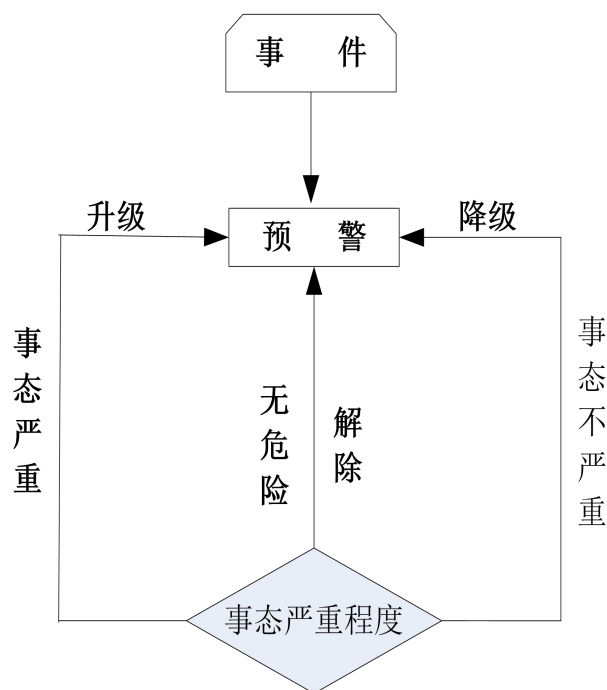 事 件
升级
预 警
降级
事态严重
无危险
解除
事态不严重
事态严重程度